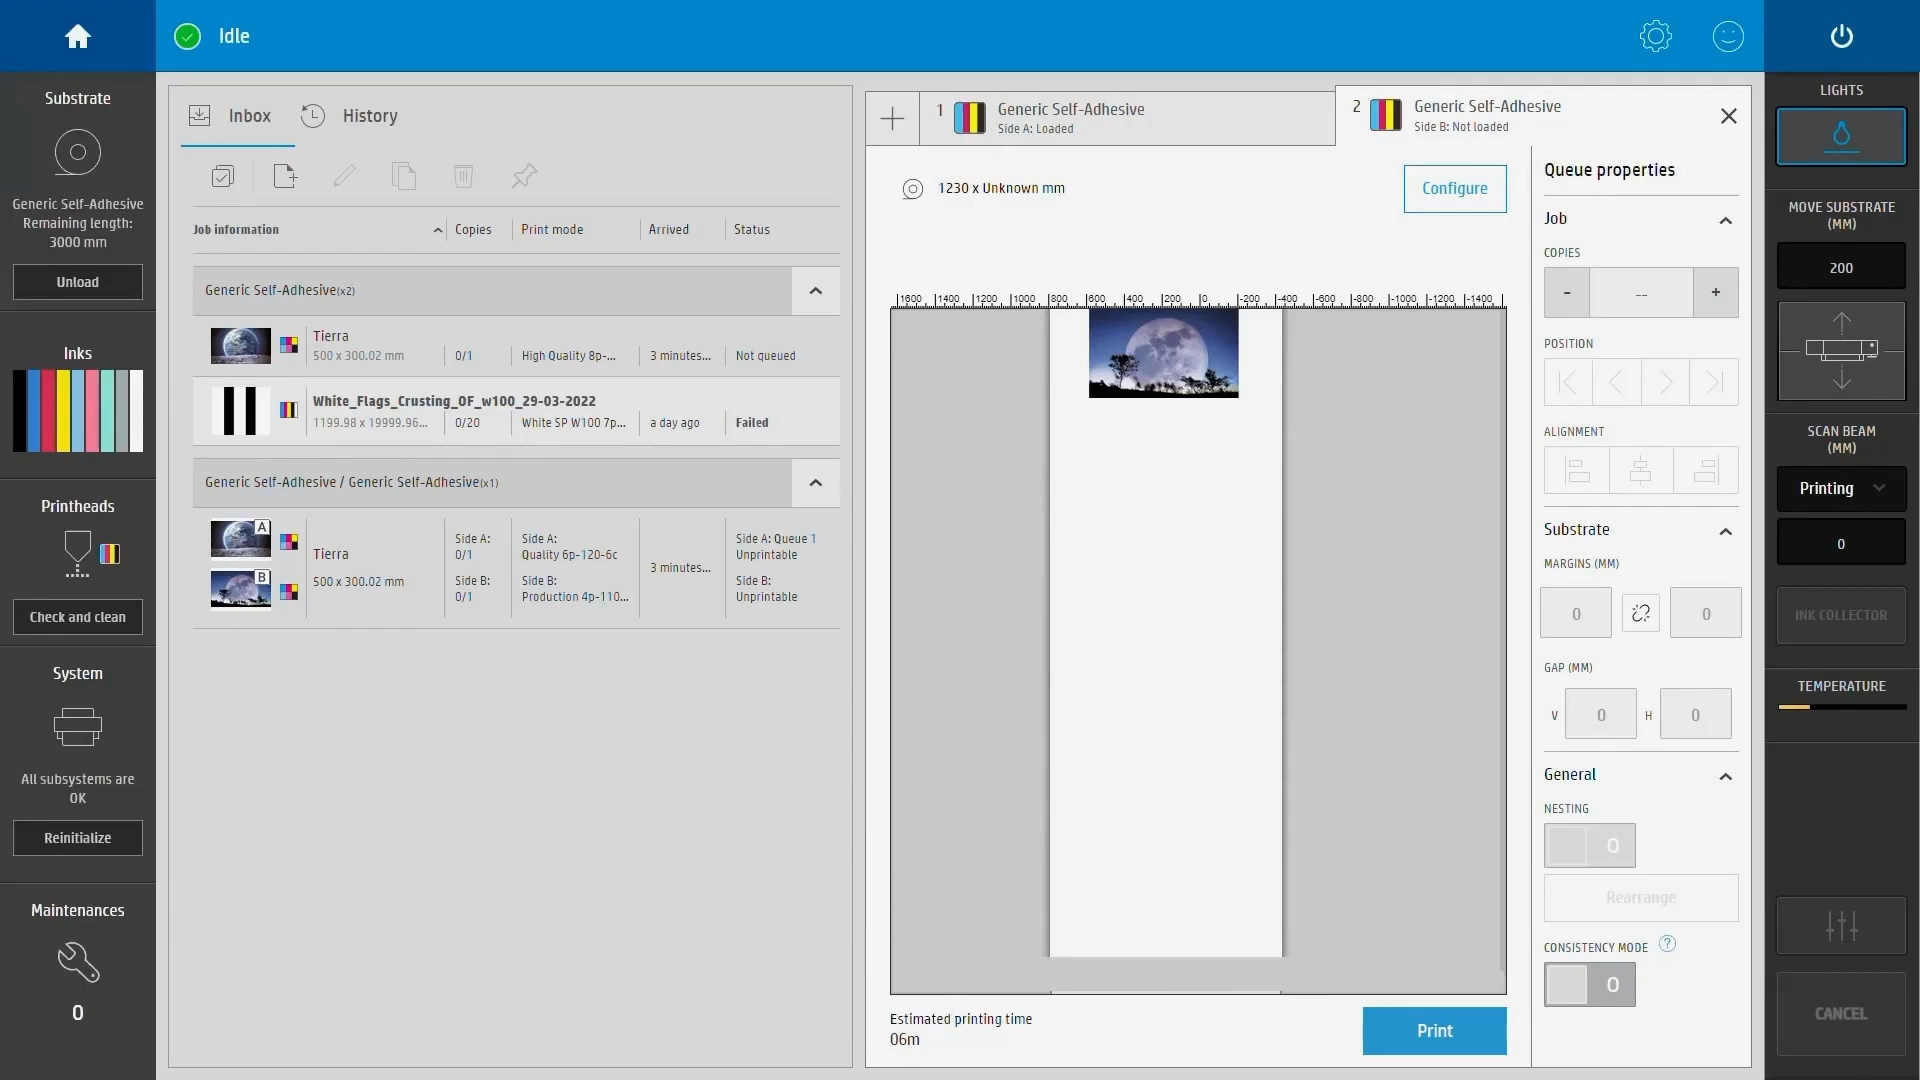 Idle
Substrate
Generic Self-Adhesive
Remaining length:
3000 mm
Unload
Inks
Printheads
Check and clean
System
All subsystems are
OK
Reinitialize
Maintenances
0
Inbox
History
Job information
Copies
Print mode
Arrived
Status
Generic Self-Adhesive(x2)
Tierra
500 x 300.02 mm
0/1
High Quality 8p-...
3 minutes...
Not queued
White_Flags_Crusting_OF_w100_29-03-2022
1199.98 x 19999.96...
0/20
White SP W100 7p...
a day ago
Failed
Generic Self-Adhesive / Generic Self-Adhesive(x1)
A
B
Tierra
500 x 300.02 mm
Side A:
0/1
Side B:
0/1
Side A:
Quality 6p-120-6c
Side B:
Production 4p-110...
3 minutes...
Side A: Queue 1
Unprintable
Side B:
Unprintable
1
Generic Self-Adhesive
Side A: Loaded
2
Generic Self-Adhesive
Side B: Not loaded
1230 x Unknown mm
Configure
1600 1400 1200 1000 800 600 400 200 0 -200 -400 -600 -800 -1000 -1200 -1400
Estimated printing time
06m
Print
Queue properties
Job
COPIES
- -- +
POSITION
ALIGNMENT
Substrate
MARGINS (MM)
0 0
GAP (MM)
V 0 H 0
General
NESTING
O
Rearrange
CONSISTENCY MODE ?
O
LIGHTS
MOVE SUBSTRATE
(MM)
200
SCAN BEAM
(MM)
Printing
0
INK COLLECTOR
TEMPERATURE
CANCEL